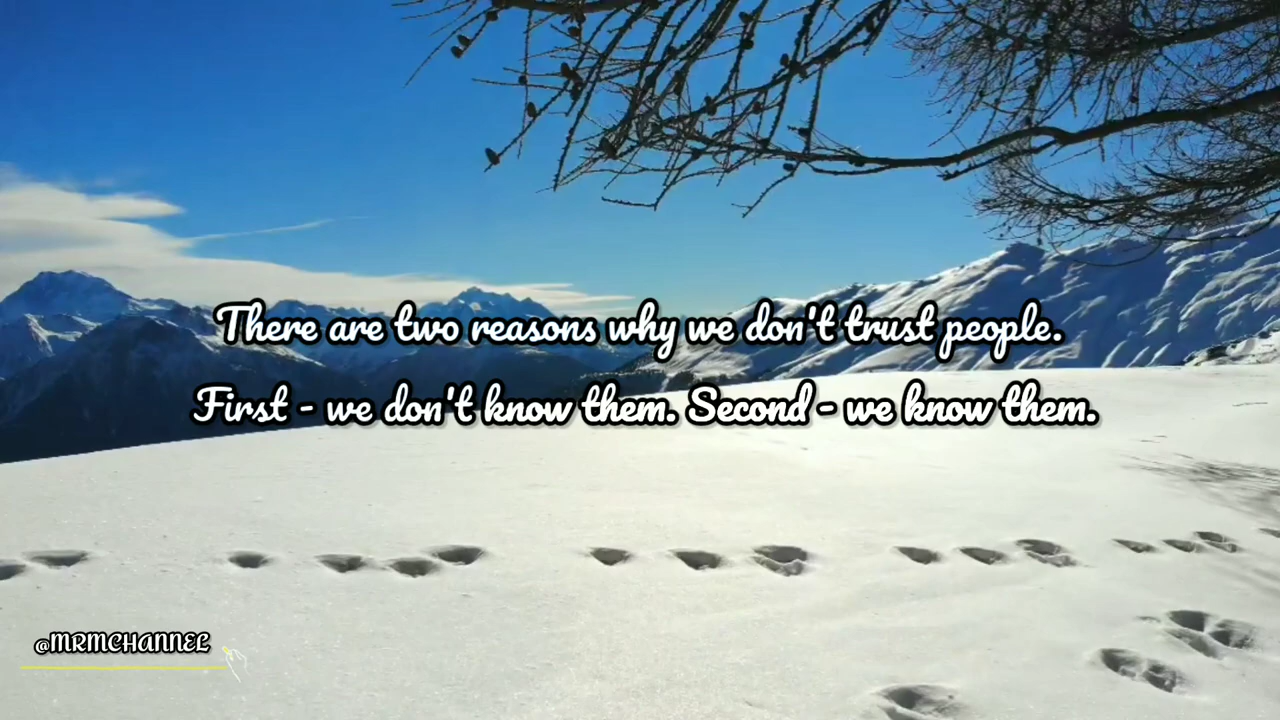 There are two reasons why we don't trust people.
First - we don't know them. Second - we know them.
@MRMCHANNEL